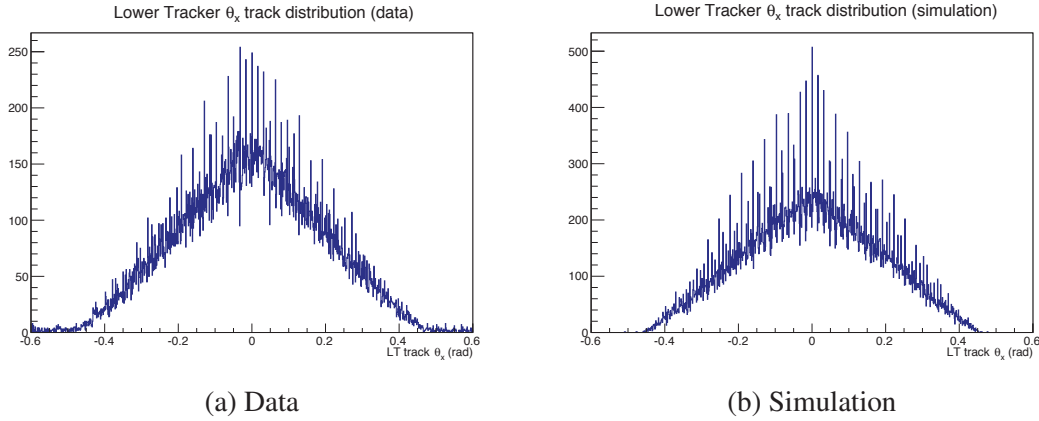 Lower Tracker θx track distribution (data)
250
200
150
100
50
0
-0.6 -0.4 -0.2 0 0.2 0.4 0.6
LT track θx (rad)
(a) Data
Lower Tracker θx track distribution (simulation)
500
400
300
200
100
0
-0.6 -0.4 -0.2 0 0.2 0.4 0.6
LT track θx (rad)
(b) Simulation